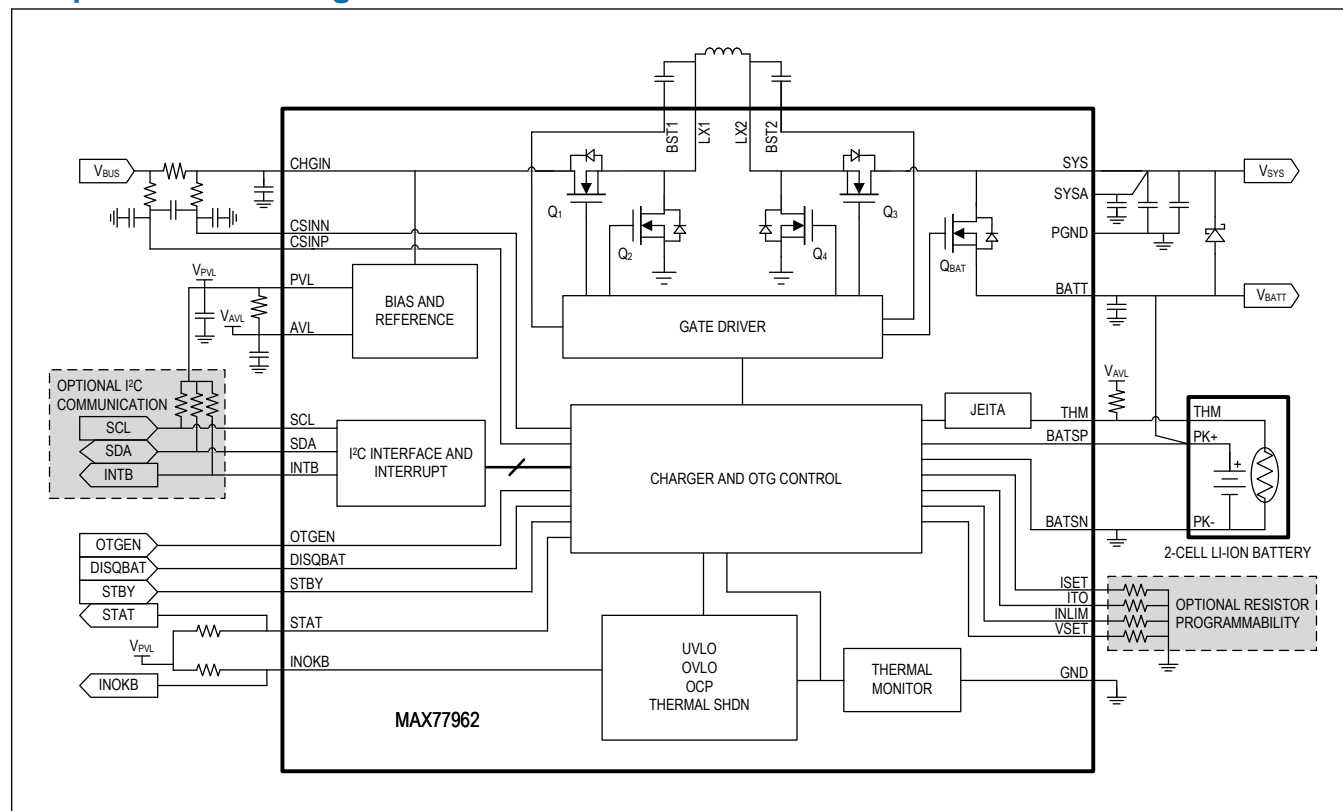 BST1
LX1
LX2
BST2
VBUS
CHGIN
SYS
VSYS
SYSA
Q1
Q3
CSINN
CSINP
Q2
Q4
QBAT
PGND
VPVL
PVL
BATT
VBATT
VAVL
AVL
BIAS AND
REFERENCE
GATE DRIVER
OPTIONAL I²C
COMMUNICATION
SCL
SDA
INTB
SCL
SDA
INTB
I²C INTERFACE AND
INTERRUPT
CHARGER AND OTG CONTROL
JEITA
VAVL
THM
BATSP
BATSN
THM
PK+
+
PK-
2-CELL LI-ION BATTERY
OTGEN
DISQBAT
STBY
STAT
OTGEN
DISQBAT
STBY
STAT
ISET
ITO
INLIM
VSET
OPTIONAL RESISTOR
PROGRAMMABILITY
VPVL
INOKB
INOKB
UVLO
OVLO
OCP
THERMAL SHDN
THERMAL
MONITOR
GND
MAX77962